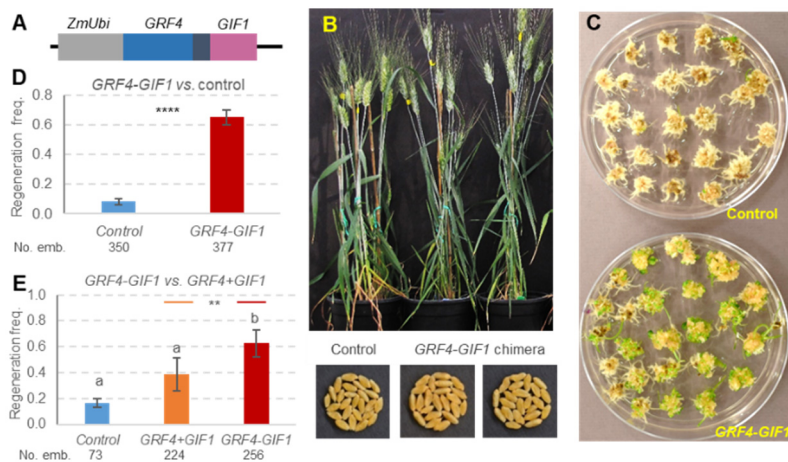 A
ZmUbi GRF4 GIF1
D
GRF4-GIF1 vs. control
Regeneration freq.
0.8
0.6
0.4
0.2
0.0
****
Control GRF4-GIF1
No. emb. 350 377
E
GRF4-GIF1 vs. GRF4+GIF1
Regeneration freq.
1.0
0.8
0.6
0.4
0.2
0.0
**
a a b
Control GRF4+GIF1 GRF4-GIF1
No. emb. 73 224 256
B
Control GRF4-GIF1 chimera
C
Control
GRF4-GIF1